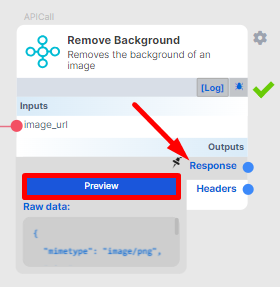 APICall
Remove Background
Removes the background of an
image
[Log]
Inputs
image_url
Outputs
Response
Preview
Headers
Raw data:
{
"mimetype": "image/png",